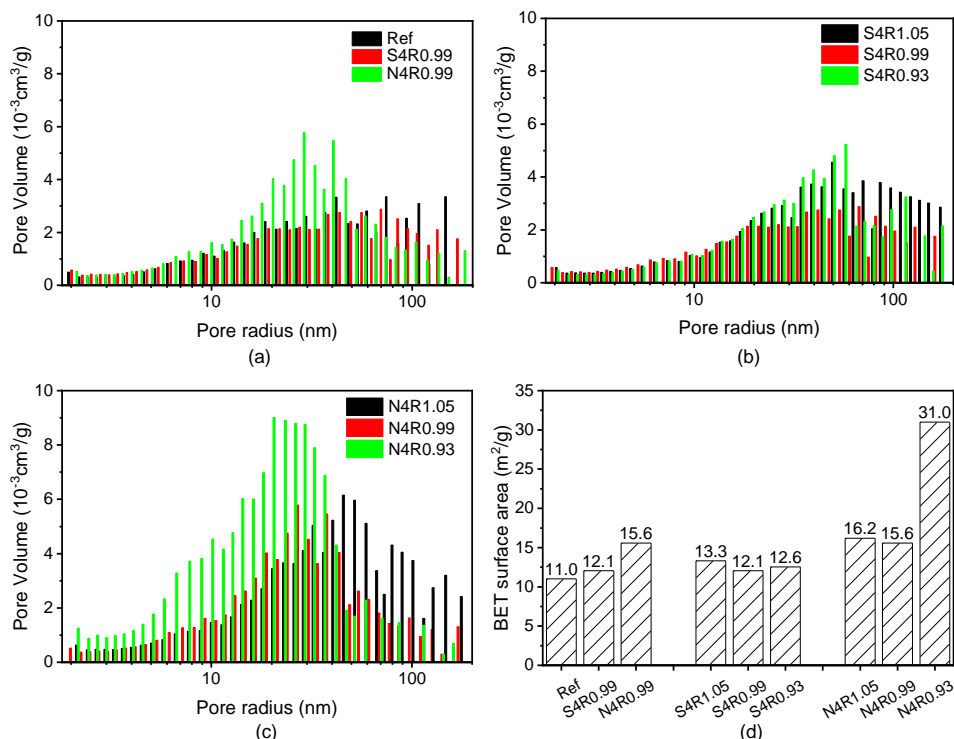 Pore Volume (10⁻³cm³/g)
10
8
6
4
2
0
Ref
S4R0.99
N4R0.99
10
100
Pore radius (nm)
(a)
Pore Volume (10⁻³cm³/g)
10
8
6
4
2
0
S4R1.05
S4R0.99
S4R0.93
10
100
Pore radius (nm)
(b)
Pore Volume (10⁻³cm³/g)
10
8
6
4
2
0
N4R1.05
N4R0.99
N4R0.93
10
100
Pore radius (nm)
(c)
BET surface area (m²/g)
35
30
25
20
15
10
5
0
11.0
12.1
15.6
13.3
12.1
12.6
16.2
15.6
31.0
Ref
S4R0.99
N4R0.99
S4R1.05
S4R0.99
S4R0.93
N4R1.05
N4R0.99
N4R0.93
(d)